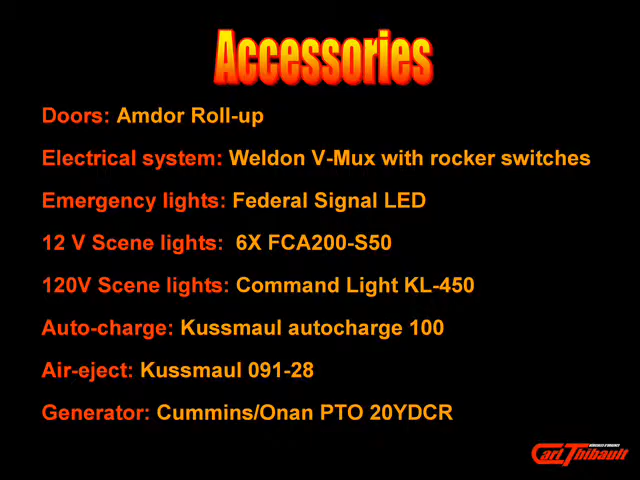 Accessories
Doors: Amdor Roll-up
Electrical system: Weldon V-Mux with rocker switches
Emergency lights: Federal Signal LED
12 V Scene lights: 6X FCA200-S50
120V Scene lights: Command Light KL-450
Auto-charge: Kussmaul autocharge 100
Air-eject: Kussmaul 091-28
Generator: Cummins/Onan PTO 20YDCR
Carl Thibault